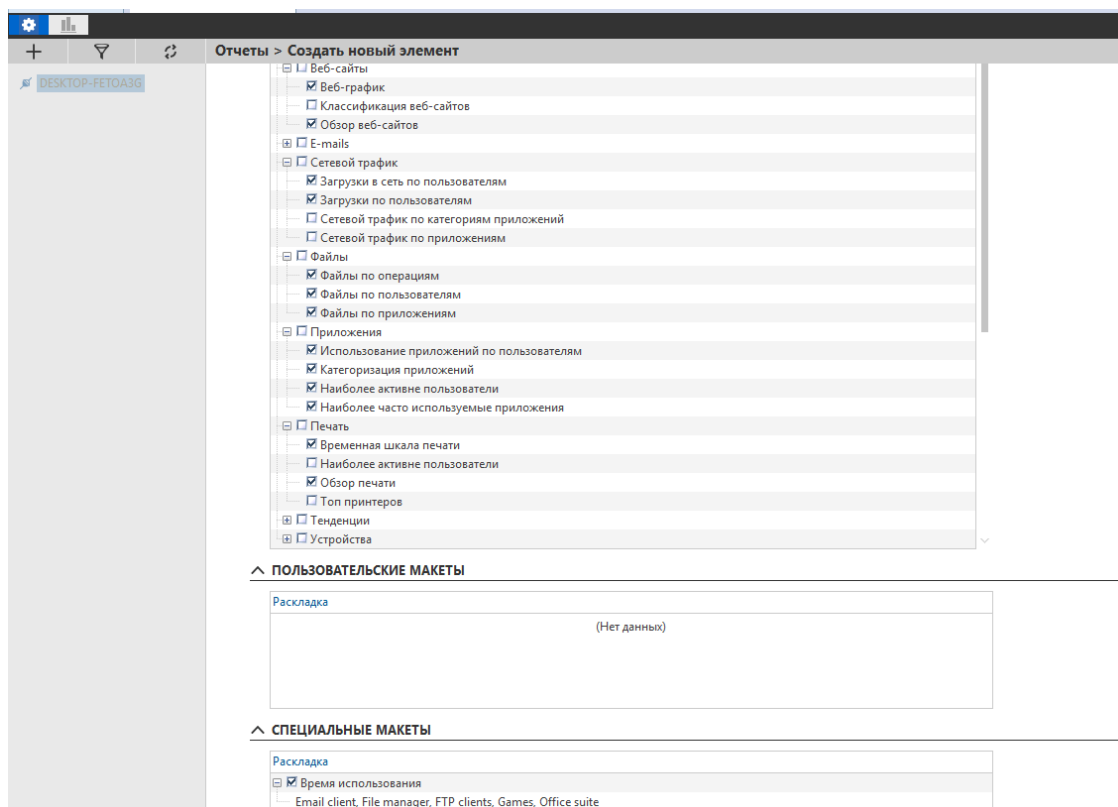 Отчеты > Создать новый элемент
DESKTOP-FETOA3G
Веб-сайты
Веб-график
Классификация веб-сайтов
Обзор веб-сайтов
E-mails
Сетевой трафик
Загрузки в сеть по пользователям
Загрузки по пользователям
Сетевой трафик по категориям приложений
Сетевой трафик по приложениям
Файлы
Файлы по операциям
Файлы по пользователям
Файлы по приложениям
Приложения
Использование приложений по пользователям
Категоризация приложений
Наиболее активне пользователи
Наиболее часто используемые приложения
Печать
Временная шкала печати
Наиболее активне пользователи
Обзор печати
Топ принтеров
Тенденции
Устройства
ПОЛЬЗОВАТЕЛЬСКИЕ МАКЕТЫ
Раскладка
(Нет данных)
СПЕЦИАЛЬНЫЕ МАКЕТЫ
Раскладка
Время использования
Email client, File manager, FTP clients, Games, Office suite